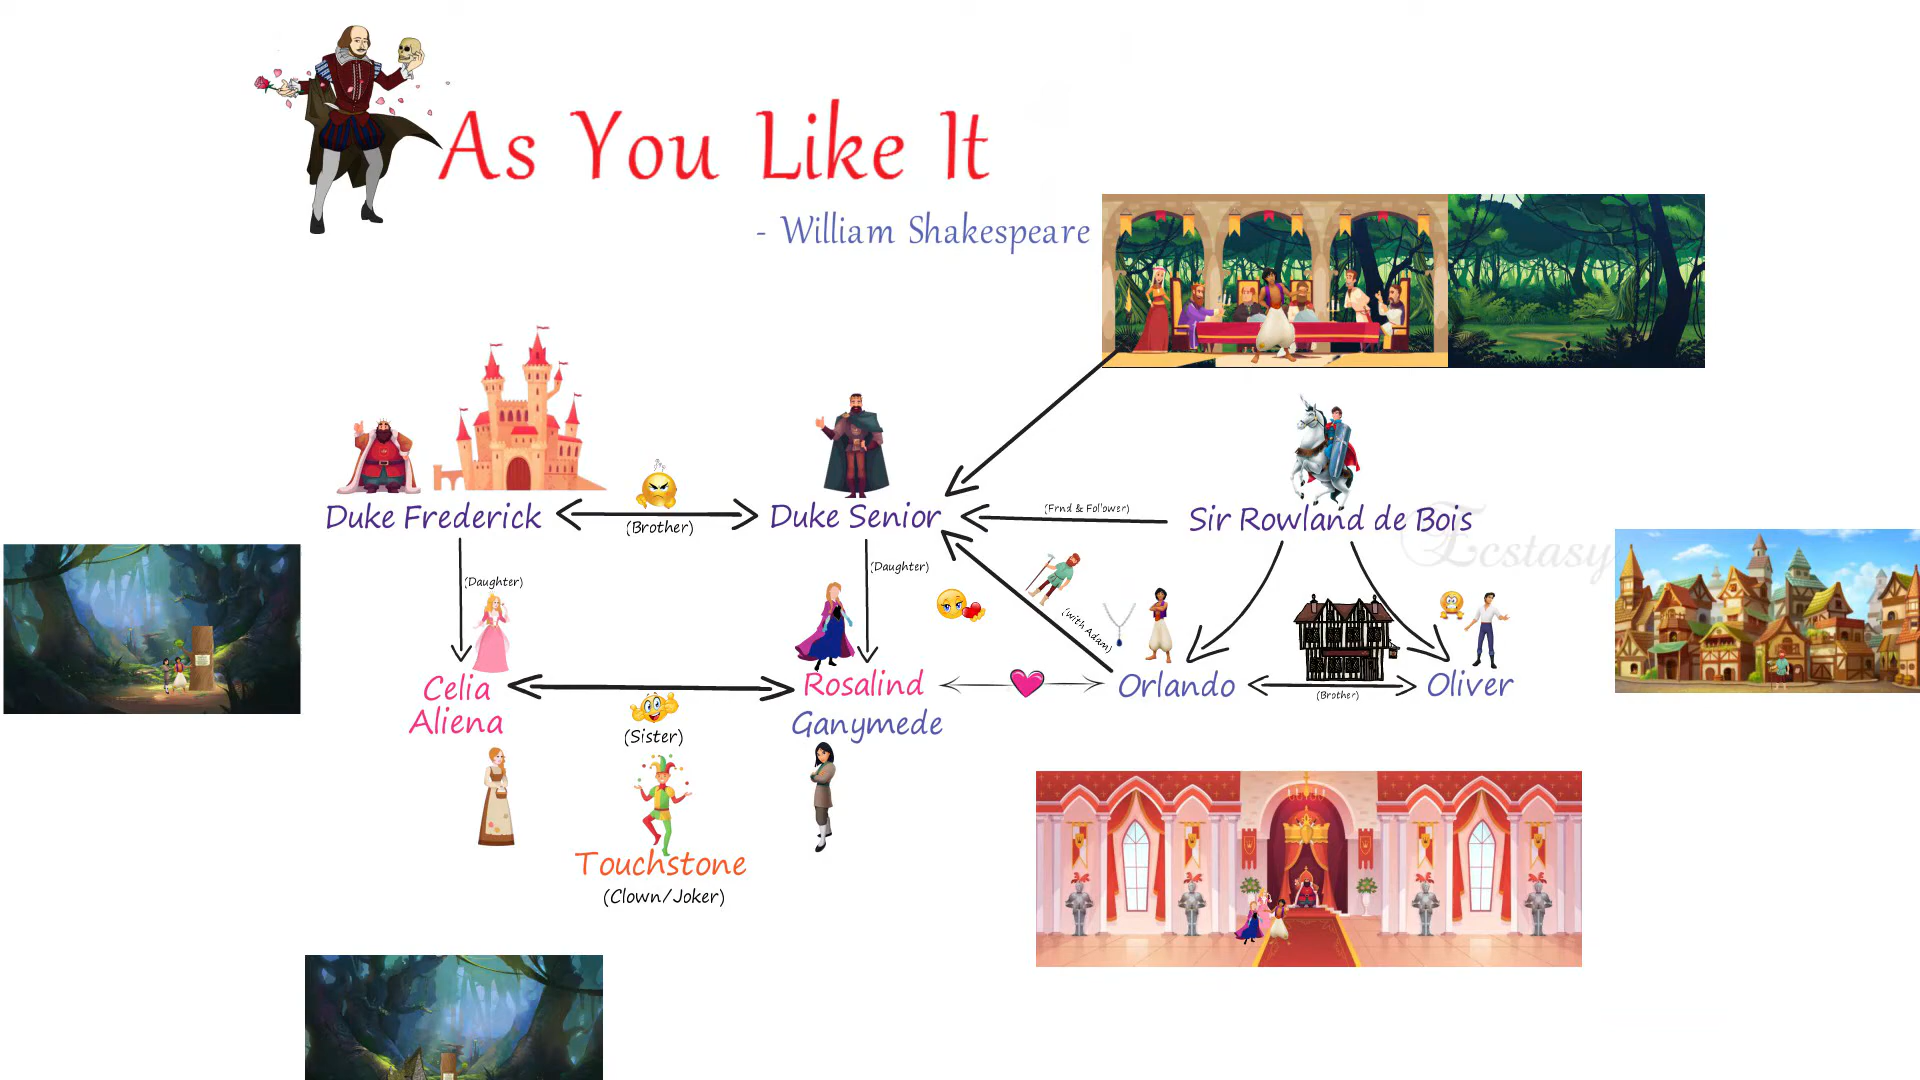 As You Like It
- William Shakespeare
Duke Frederick
(Brother)
Duke Senior
(Frnd & Follower)
Sir Rowland de Bois
Ecstasy
(Daughter)
(Daughter)
(with Adam)
Celia
Aliena
(Sister)
Rosalind
Ganymede
Orlando
(Brother)
Oliver
Touchstone
(Clown/Joker)